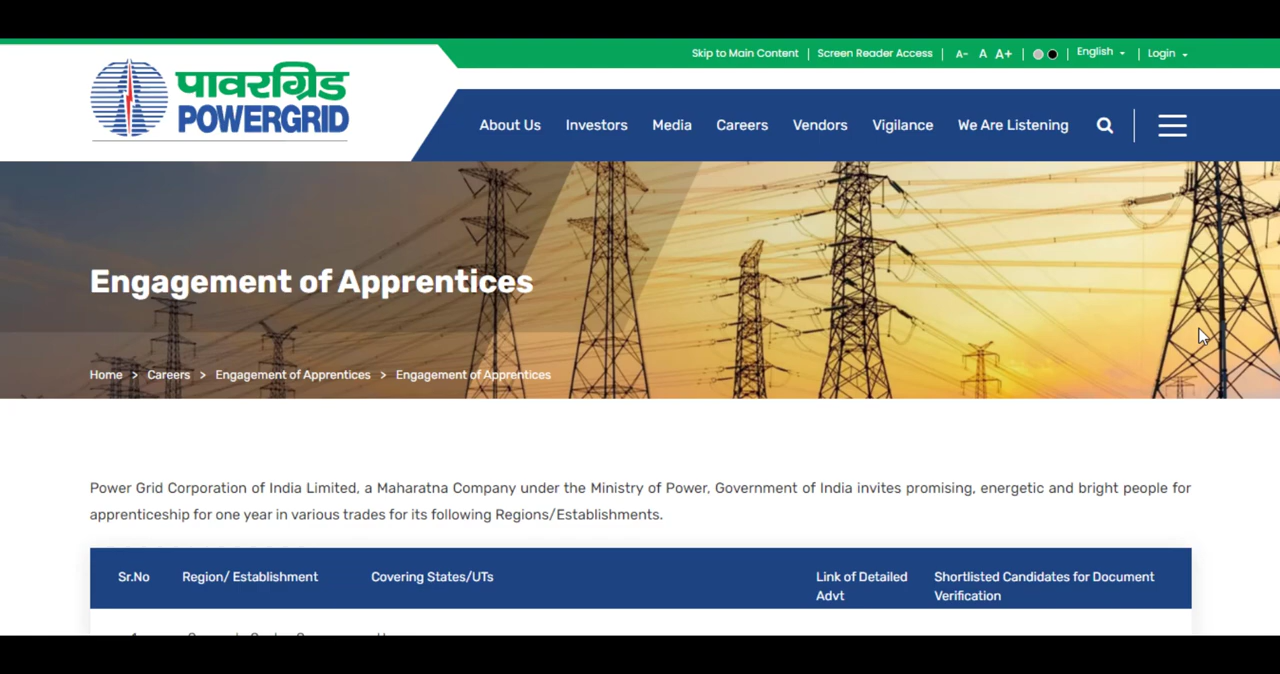 Skip to Main Content | Screen Reader Access | A- A A+ | | English | Login
पावरग्रिड
POWERGRID
About Us Investors Media Careers Vendors Vigilance We Are Listening
Engagement of Apprentices
Home > Careers > Engagement of Apprentices > Engagement of Apprentices
Power Grid Corporation of India Limited, a Maharatna Company under the Ministry of Power, Government of India invites promising, energetic and bright people for
apprenticeship for one year in various trades for its following Regions/Establishments.
Sr.No Region/ Establishment Covering States/UTs Link of Detailed Shortlisted Candidates for Document
Advt Verification